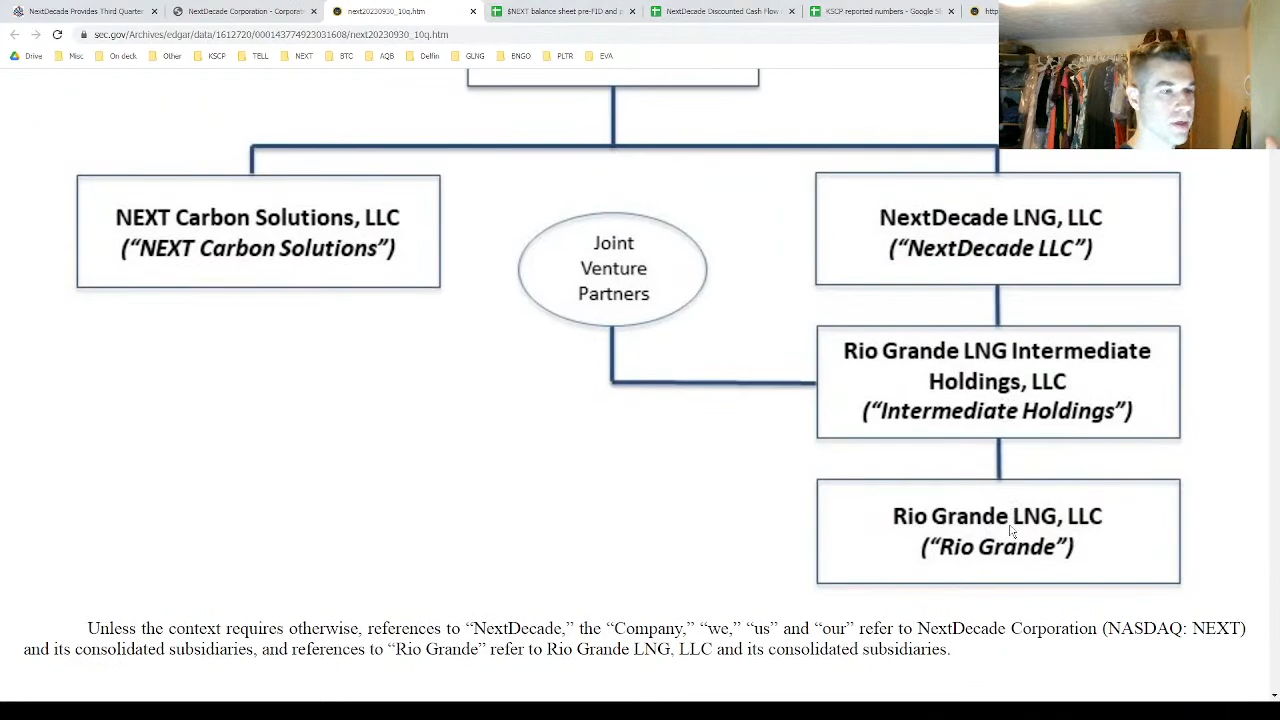 NextDecade Provides Third Quarter
NextDecade Corporation - Corporat
next20230930_10q.htm
$NEXT balance sheet pre-FID and p
NextDecade Discounted Cash Flow
KSCP reported numbers - Google Sl
http
sec.gov/Archives/edgar/data/1612720/000143774923031608/next20230930_10q.htm
Drive
Misc
On deck
Other
KSCP
TELL
NEXT
BTC
AQB
Delfin
GLNG
BNGO
PLTR
EVA
NEXT Carbon Solutions, LLC
(“NEXT Carbon Solutions”)
Joint
Venture
Partners
NextDecade LNG, LLC
(“NextDecade LLC”)
Rio Grande LNG Intermediate
Holdings, LLC
(“Intermediate Holdings”)
Rio Grande LNG, LLC
(“Rio Grande”)
Unless the context requires otherwise, references to “NextDecade,” the “Company,” “we,” “us” and “our” refer to NextDecade Corporation (NASDAQ: NEXT)
and its consolidated subsidiaries, and references to “Rio Grande” refer to Rio Grande LNG, LLC and its consolidated subsidiaries.